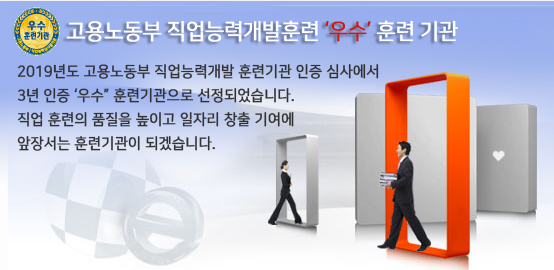 우수
훈련기관
고용노동부 직업능력개발훈련 ‘우수’ 훈련 기관
2019년도 고용노동부 직업능력개발 훈련기관 인증 심사에서
3년 인증 ‘우수” 훈련기관으로 선정되었습니다.
직업 훈련의 품질을 높이고 일자리 창출 기여에
앞장서는 훈련기관이 되겠습니다.